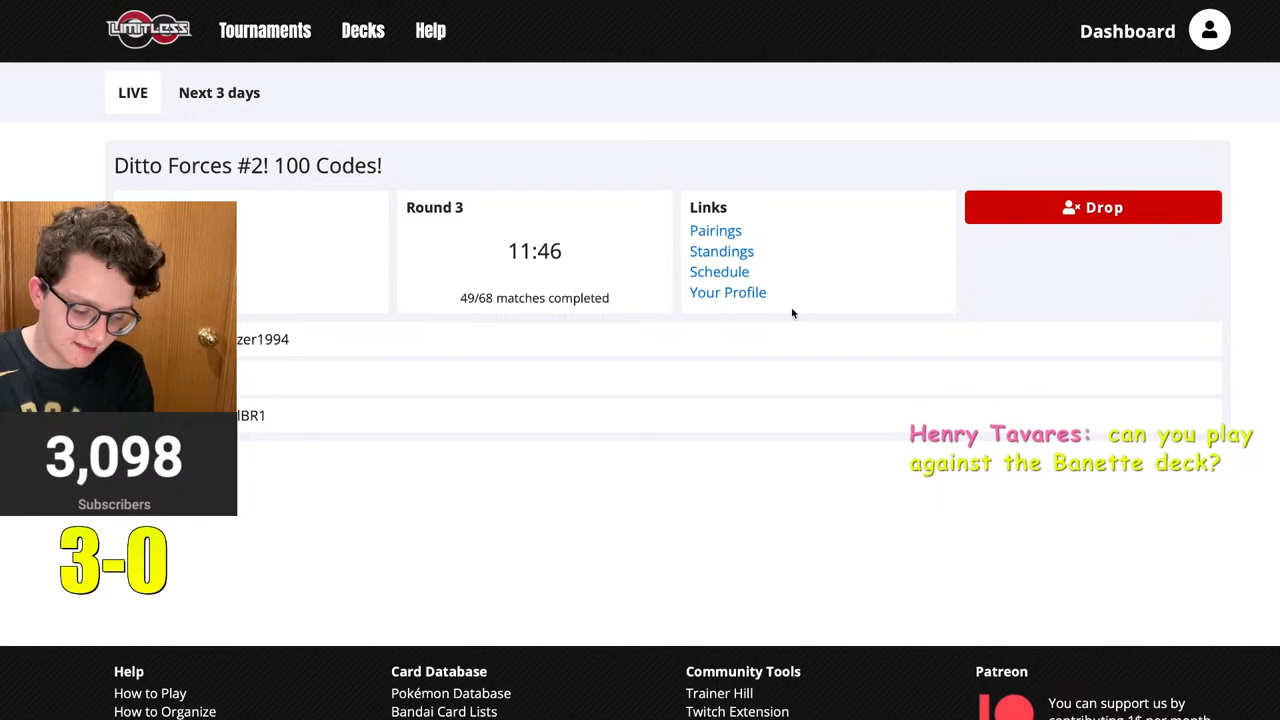 LIMITLESS
Tournaments
Decks
Help
Dashboard
LIVE
Next 3 days
Ditto Forces #2! 100 Codes!
Round 3
11:46
49/68 matches completed
Links
Pairings
Standings
Schedule
Your Profile
Drop
zer1994
IBR1
Henry Tavares: can you play
against the Banette deck?
3,098
Subscribers
3-0
Help
How to Play
How to Organize
Card Database
Pokémon Database
Bandai Card Lists
Community Tools
Trainer Hill
Twitch Extension
Patreon
You can support us by